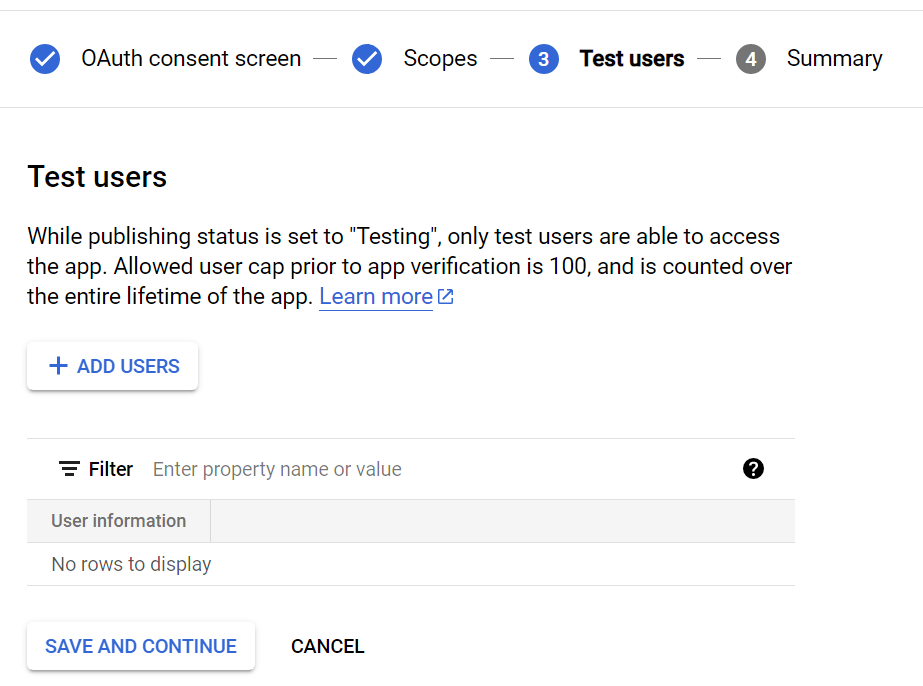 OAuth consent screen — Scopes — 3 Test users — 4 Summary
Test users
While publishing status is set to "Testing", only test users are able to access
the app. Allowed user cap prior to app verification is 100, and is counted over
the entire lifetime of the app. Learn more
+ ADD USERS
Filter Enter property name or value ?
User information
No rows to display
SAVE AND CONTINUE CANCEL